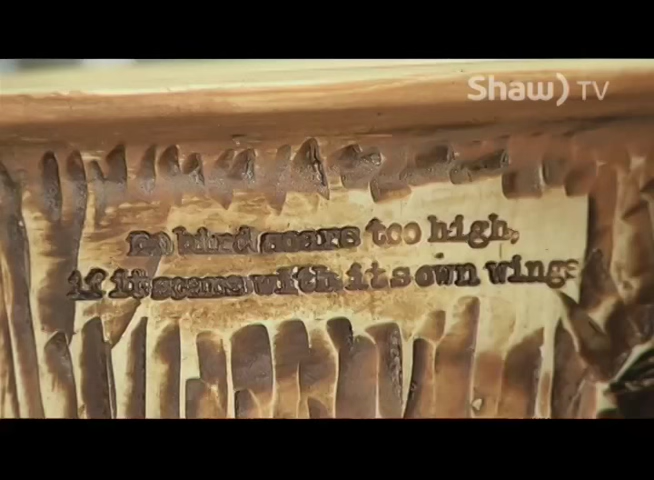 Shaw) TV
no bird soars too high,
if it soars with its own wings